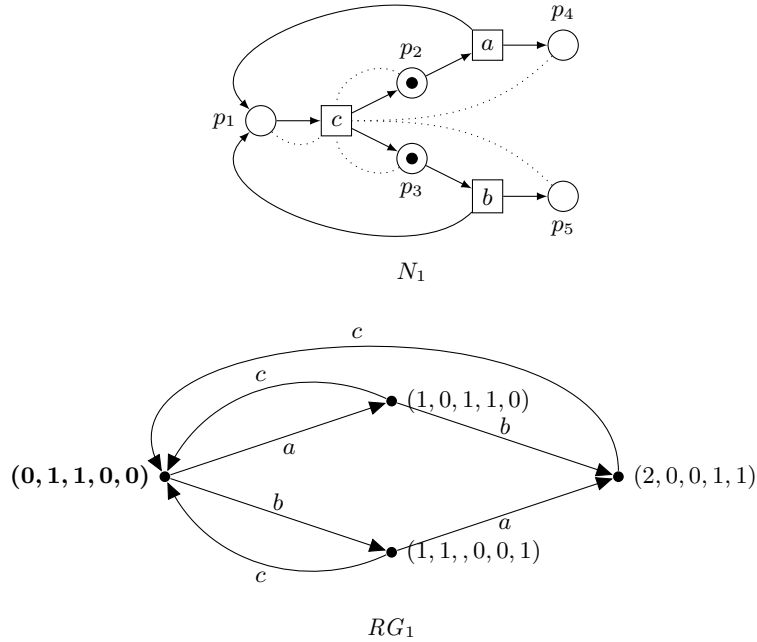 p4
p2
a
p1
c
p3
b
p5
N1
c
c
(1, 0, 1, 1, 0)
b
a
(0, 1, 1, 0, 0)
(2, 0, 0, 1, 1)
b
a
(1, 1, , 0, 0, 1)
c
RG1